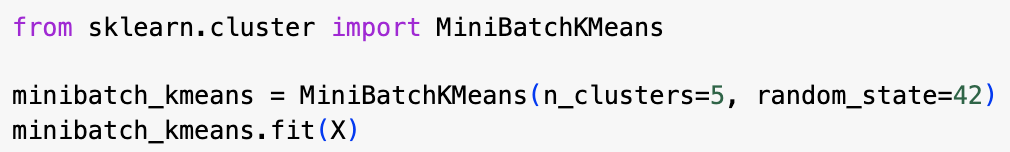 from sklearn.cluster import MiniBatchKMeans
minibatch_kmeans = MiniBatchKMeans(n_clusters=5, random_state=42)
minibatch_kmeans.fit(X)